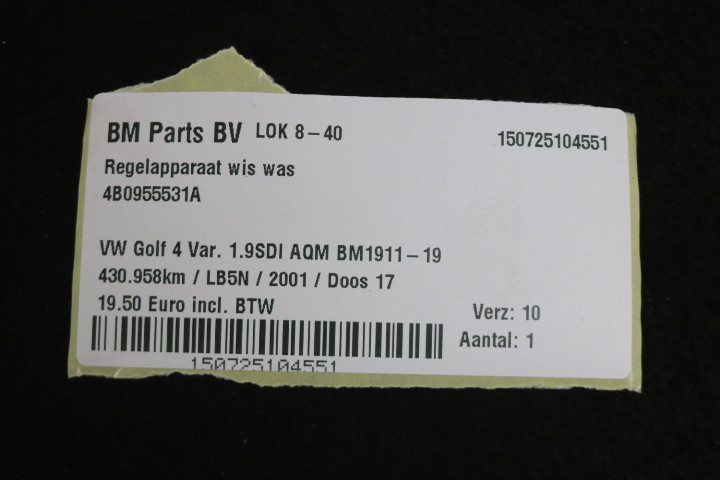 BM Parts BV LOK 8-40 150725104551
Regelapparaat wis was
4B0955531A
VW Golf 4 Var. 1.9SDI AQM BM1911-19
430.958km / LB5N / 2001 / Doos 17
19.50 Euro incl. BTW Verz: 10
Aantal: 1
150725104551